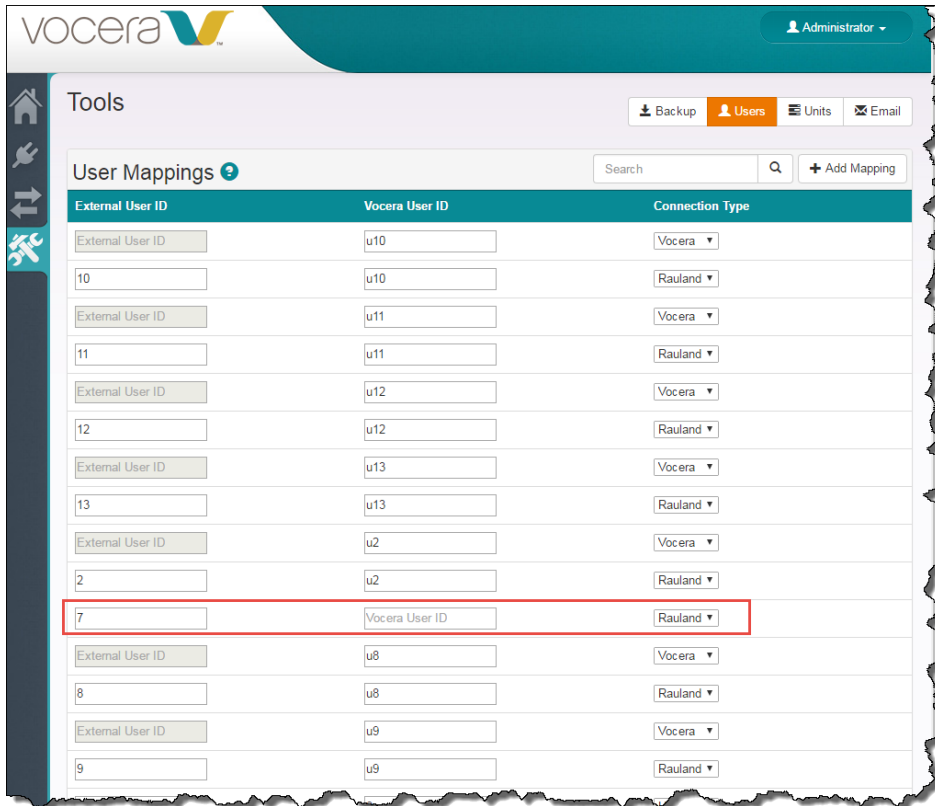 vocera
Administrator
Tools
Backup Users Units Email
User Mappings ? Search Add Mapping
External User ID Vocera User ID Connection Type
External User ID u10 Vocera
10 u10 Rauland
External User ID u11 Vocera
11 u11 Rauland
External User ID u12 Vocera
12 u12 Rauland
External User ID u13 Vocera
13 u13 Rauland
External User ID u2 Vocera
2 u2 Rauland
7 Vocera User ID Rauland
External User ID u8 Vocera
8 u8 Rauland
External User ID u9 Vocera
9 u9 Rauland